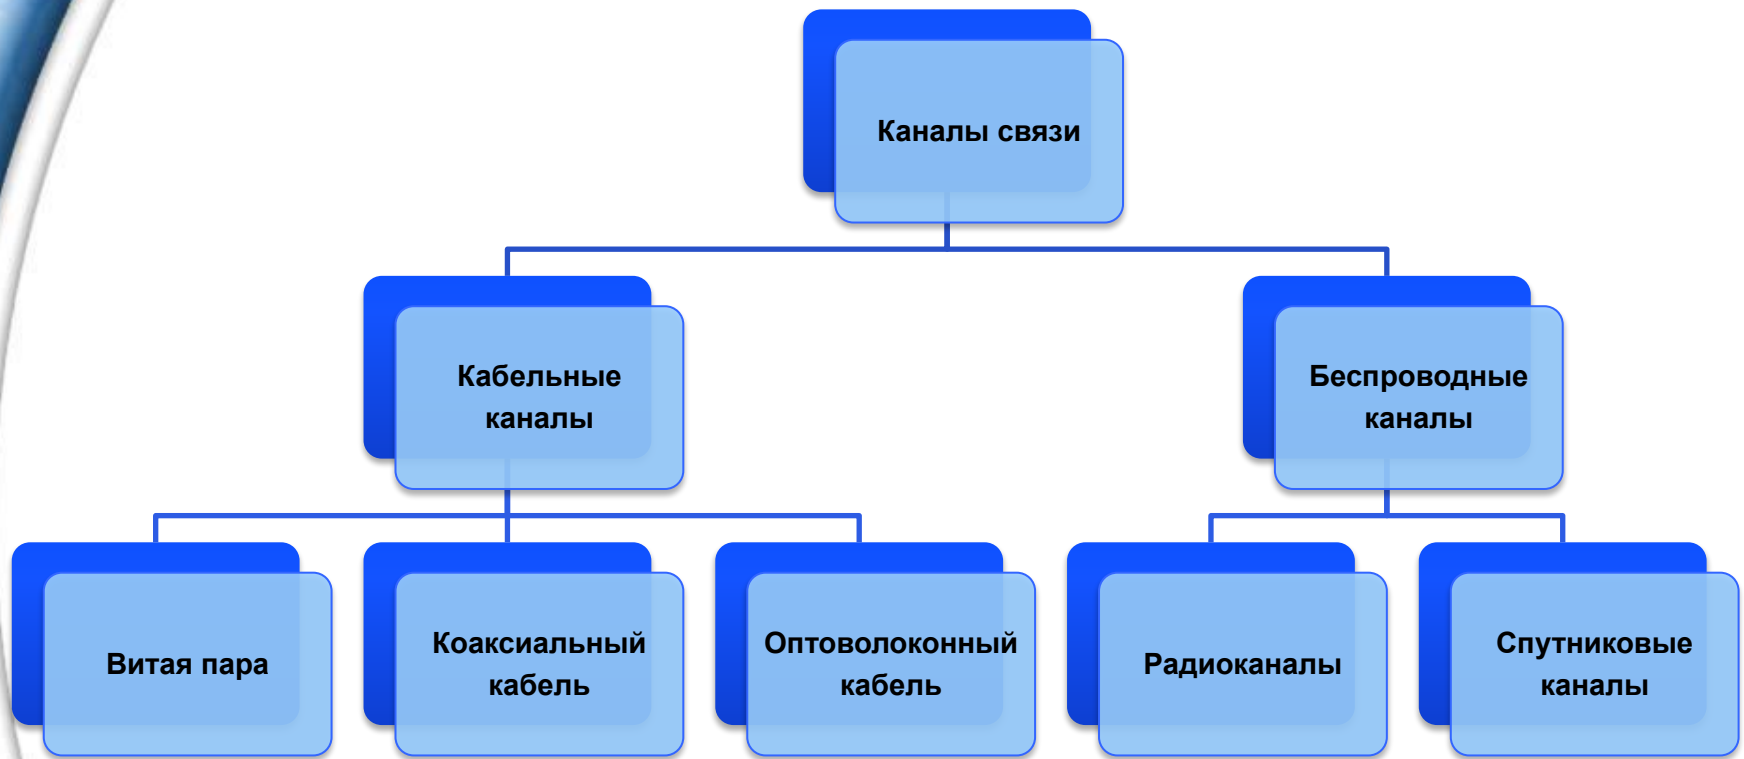 Каналы связи
Кабельные
каналы
Беспроводные
каналы
Витая пара
Коаксиальный
кабель
Оптоволоконный
кабель
Радиоканалы
Спутниковые
каналы